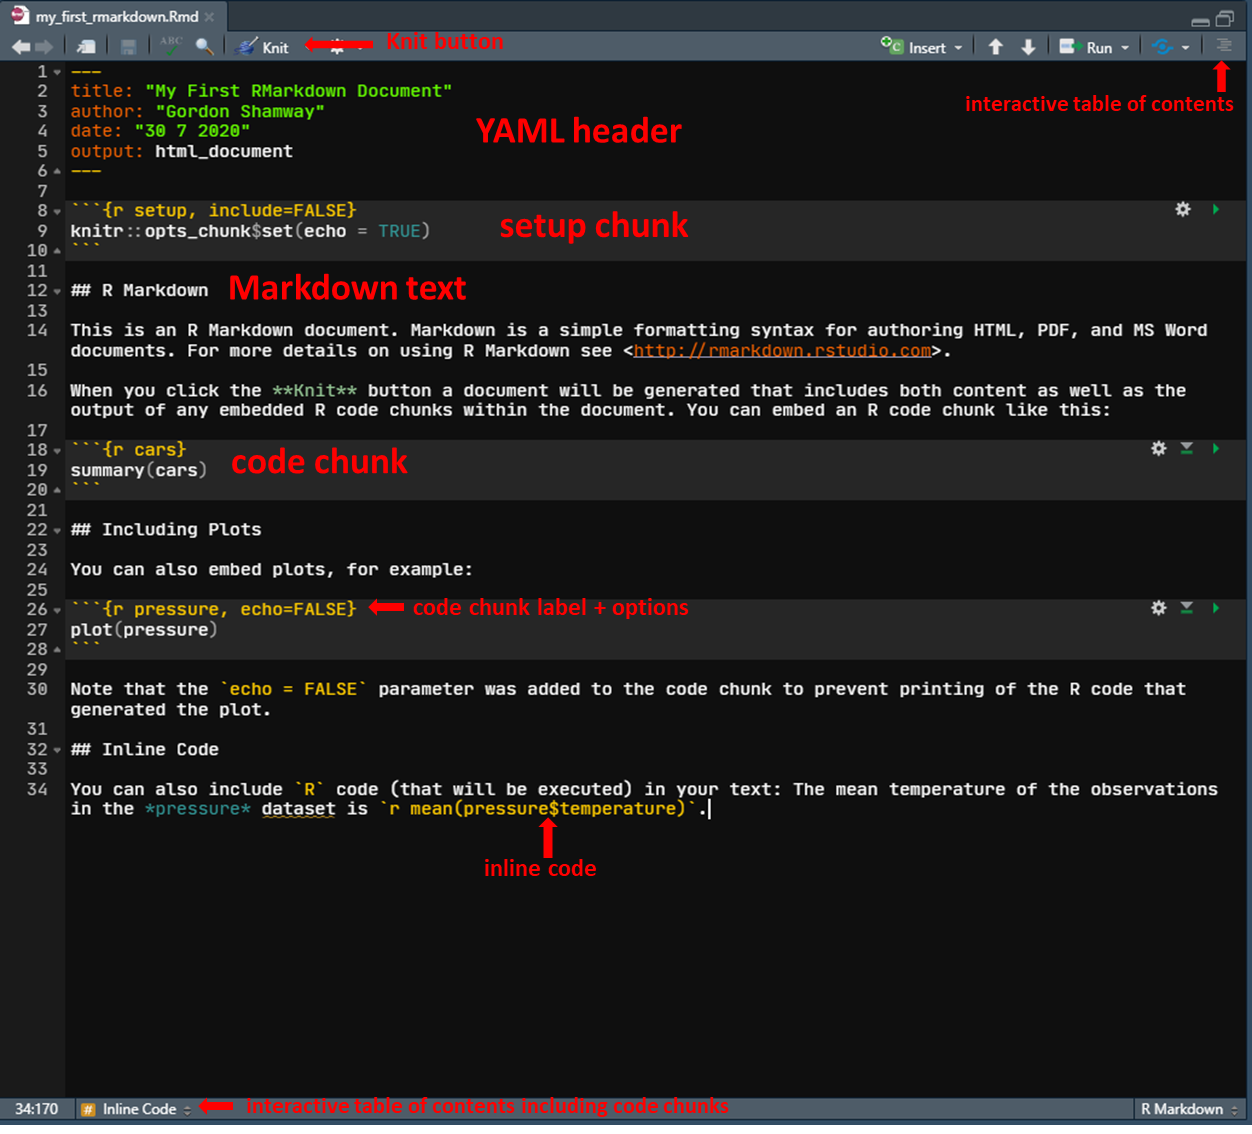 my_first_rmarkdown.Rmd
ABC Knit Knit button Insert Run
interactive table of contents
1 ---
2 title: "My First RMarkdown Document"
3 author: "Gordon Shamway"
4 date: "30 7 2020"
YAML header
5 output: html_document
6 ---
7
8 ```{r setup, include=FALSE}
setup chunk
9 knitr::opts_chunk$set(echo = TRUE)
10 ```
11
12 ## R Markdown Markdown text
13
14 This is an R Markdown document. Markdown is a simple formatting syntax for authoring HTML, PDF, and MS Word
documents. For more details on using R Markdown see <http://rmarkdown.rstudio.com>.
15
16 When you click the **Knit** button a document will be generated that includes both content as well as the
output of any embedded R code chunks within the document. You can embed an R code chunk like this:
17
18 ```{r cars}
19 summary(cars) code chunk
20 ```
21
22 ## Including Plots
23
24 You can also embed plots, for example:
25
26 ```{r pressure, echo=FALSE} code chunk label + options
27 plot(pressure)
28 ```
29
30 Note that the `echo = FALSE` parameter was added to the code chunk to prevent printing of the R code that
generated the plot.
31
32 ## Inline Code
33
34 You can also include `R` code (that will be executed) in your text: The mean temperature of the observations
in the *pressure* dataset is `r mean(pressure$temperature)`.
inline code
34:170 # Inline Code interactive table of contents including code chunks R Markdown